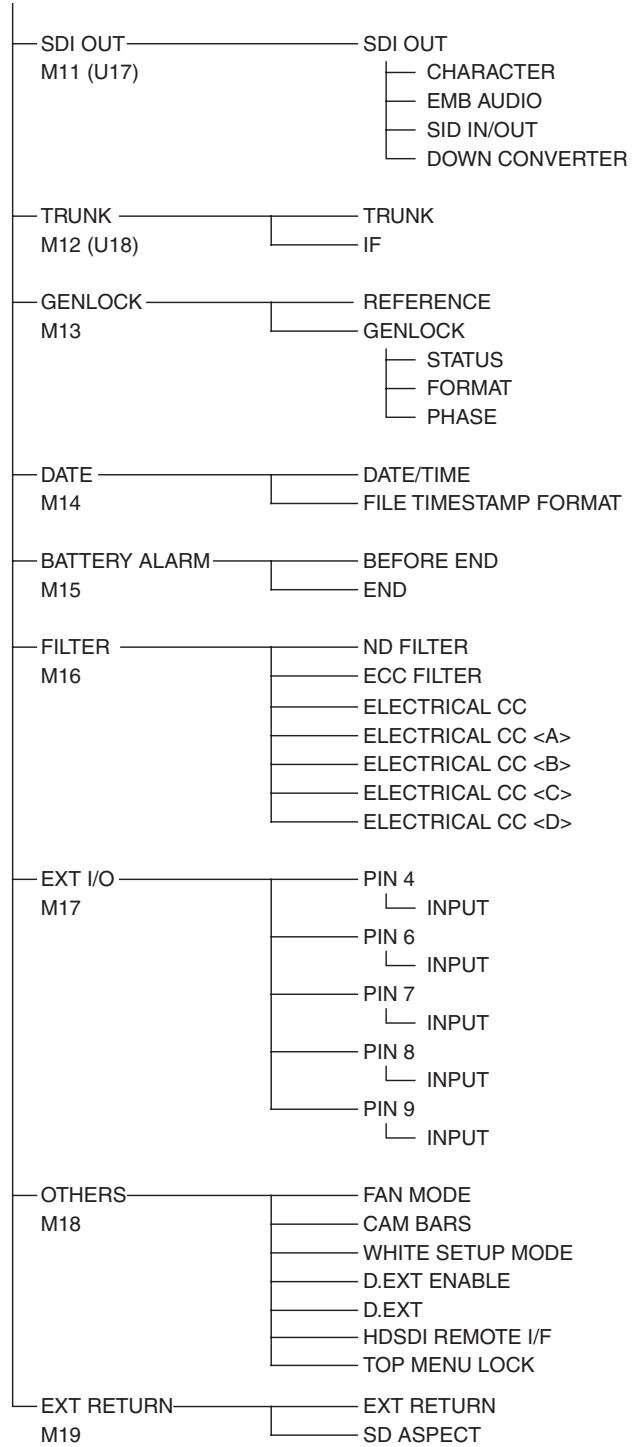 SDI OUT SDI OUT
M11 (U17) CHARACTER
EMB AUDIO
SID IN/OUT
DOWN CONVERTER
TRUNK TRUNK
M12 (U18) IF
GENLOCK REFERENCE
M13 GENLOCK
STATUS
FORMAT
PHASE
DATE DATE/TIME
M14 FILE TIMESTAMP FORMAT
BATTERY ALARM BEFORE END
M15 END
FILTER ND FILTER
M16 ECC FILTER
ELECTRICAL CC
ELECTRICAL CC <A>
ELECTRICAL CC <B>
ELECTRICAL CC <C>
ELECTRICAL CC <D>
EXT I/O PIN 4
M17 INPUT
PIN 6
INPUT
PIN 7
INPUT
PIN 8
INPUT
PIN 9
INPUT
OTHERS FAN MODE
M18 CAM BARS
WHITE SETUP MODE
D.EXT ENABLE
D.EXT
HDSDI REMOTE I/F
TOP MENU LOCK
EXT RETURN EXT RETURN
M19 SD ASPECT